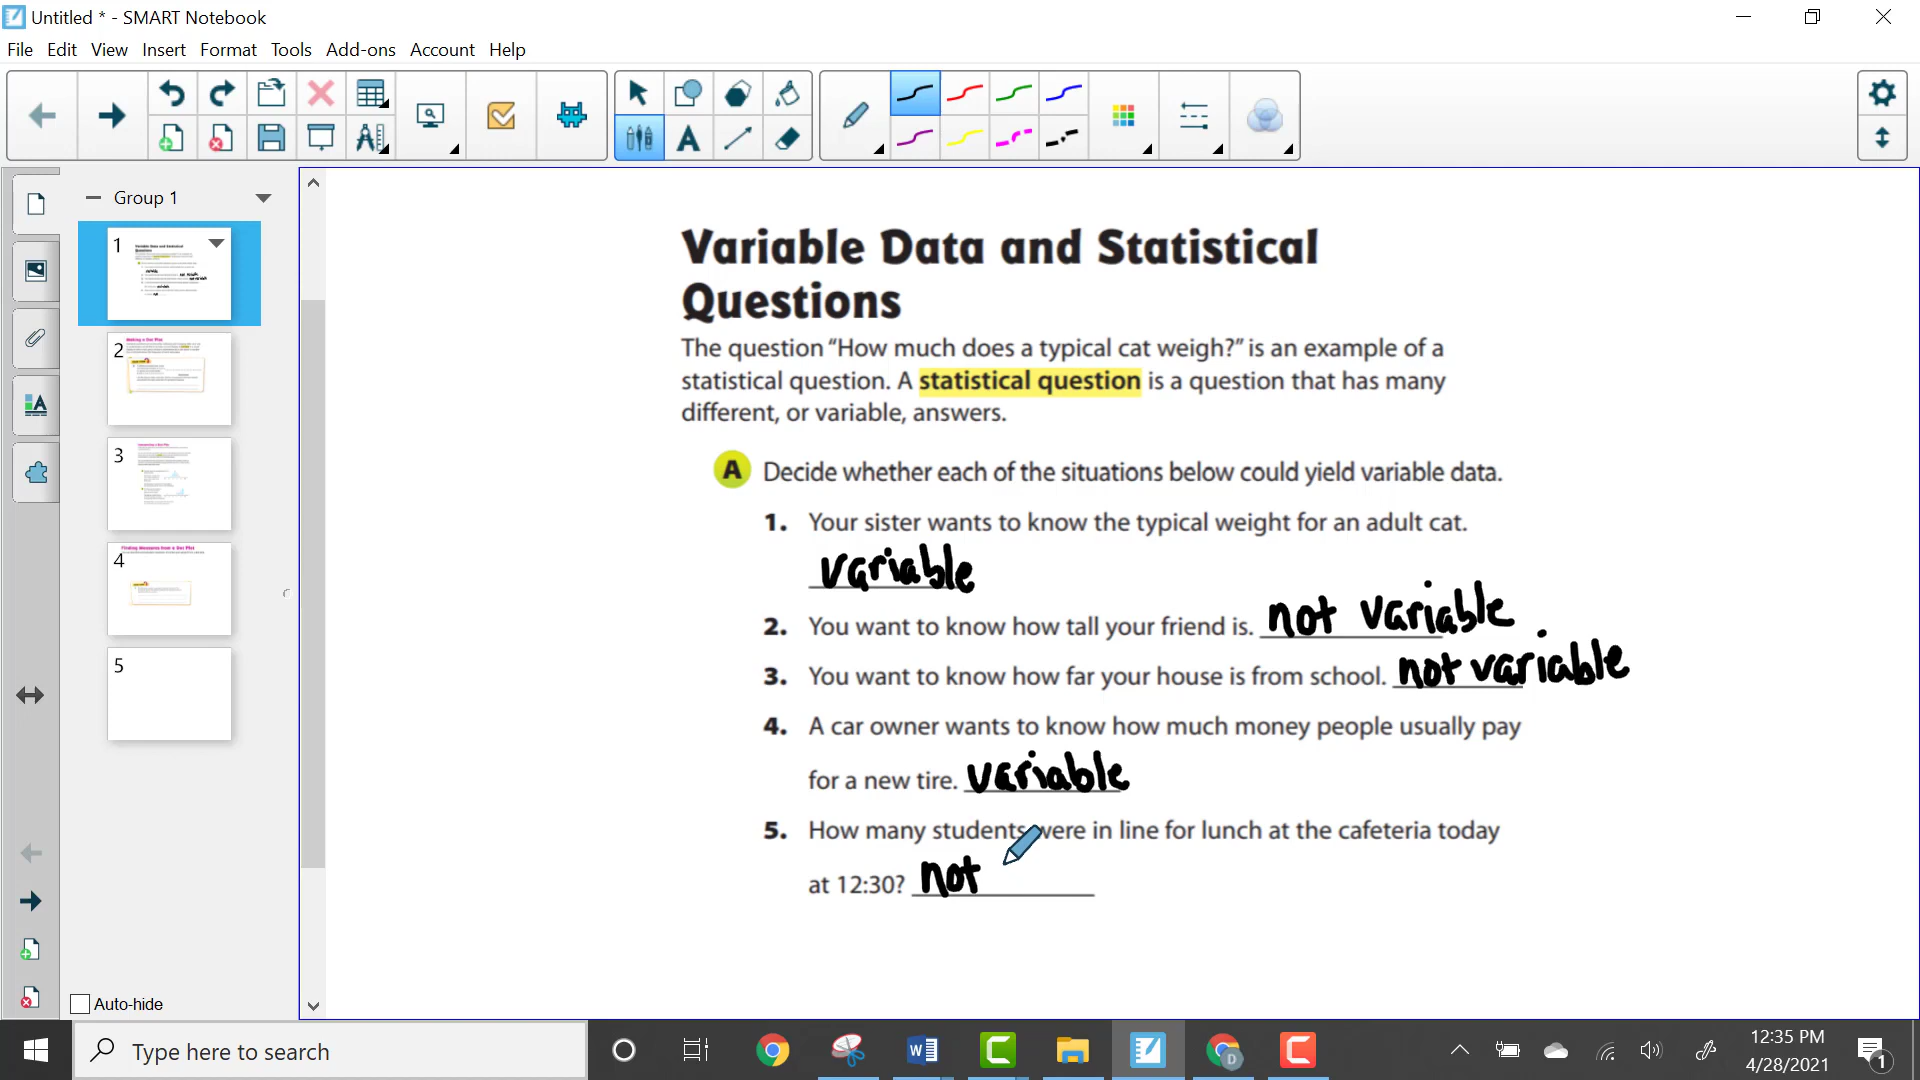 Untitled * - SMART Notebook
File Edit View Insert Format Tools Add-ons Account Help
Group 1
1
2
3
4
5
Auto-hide
Variable Data and Statistical
Questions
The question “How much does a typical cat weigh?” is an example of a
statistical question. A statistical question is a question that has many
different, or variable, answers.
A Decide whether each of the situations below could yield variable data.
1. Your sister wants to know the typical weight for an adult cat.
variable
2. You want to know how tall your friend is. not variable
3. You want to know how far your house is from school. not variable
4. A car owner wants to know how much money people usually pay
for a new tire. variable
5. How many students were in line for lunch at the cafeteria today
at 12:30? not
Type here to search
12:35 PM
4/28/2021
1